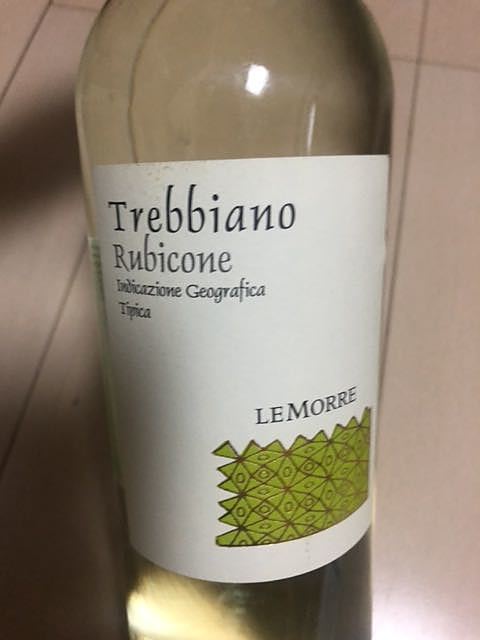 Trebbiano
Rubicone
Indicazione Geografica
Tipica
LE MORRE